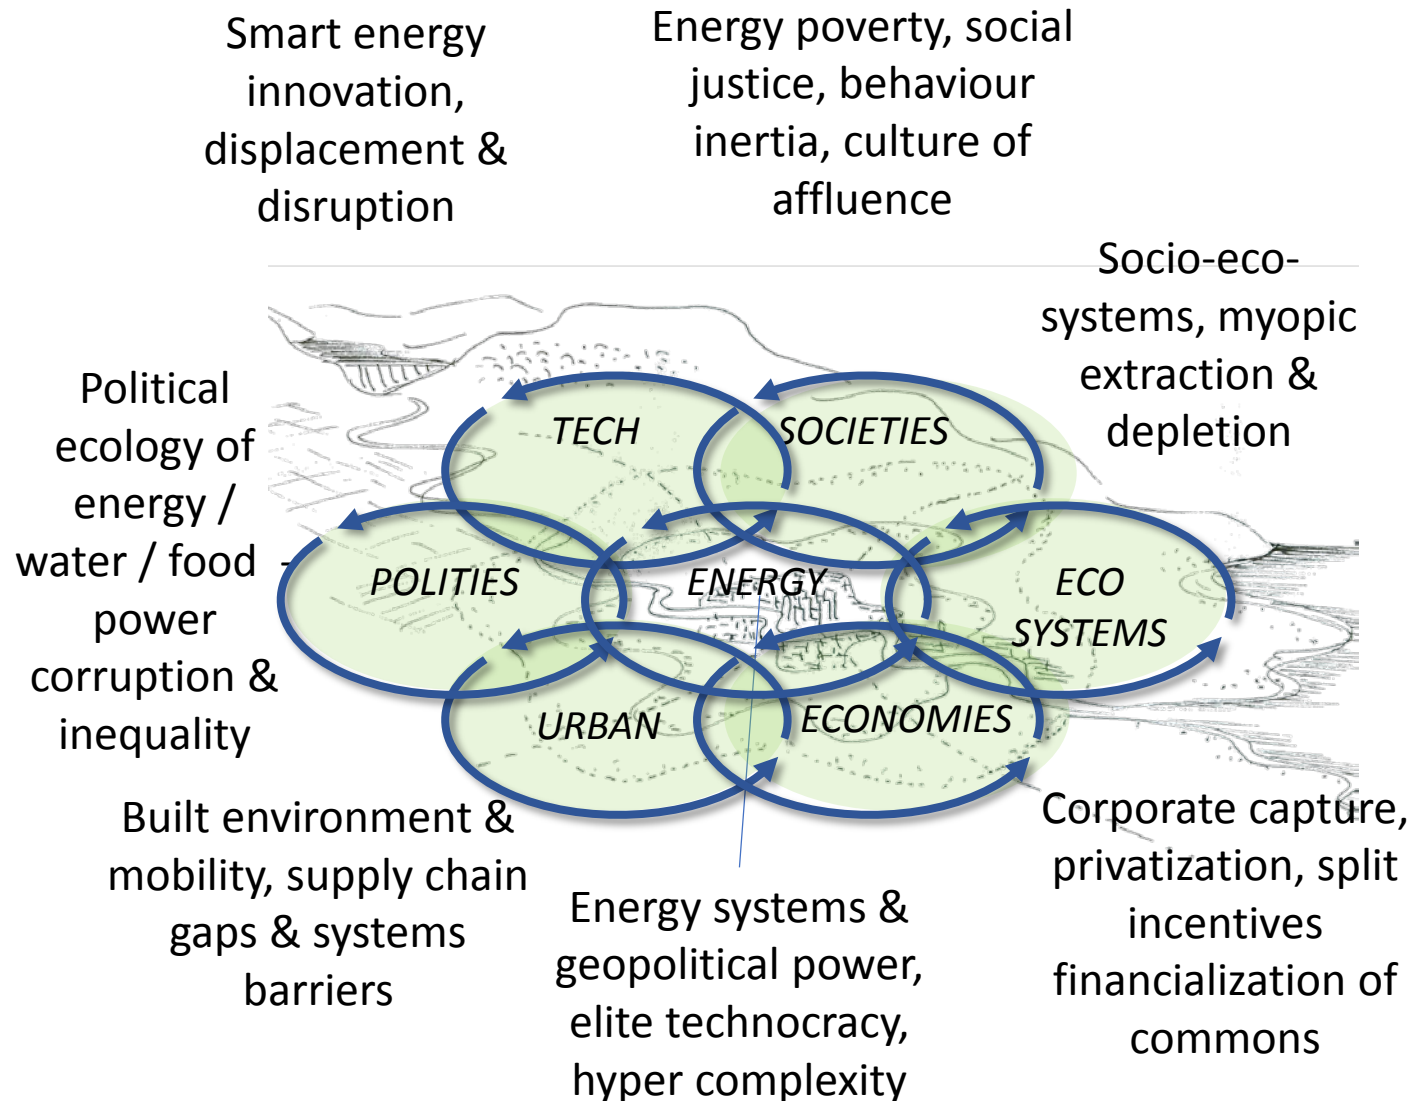 Smart energy
innovation,
displacement &
disruption
Energy poverty, social
justice, behaviour
inertia, culture of
affluence
Socio-eco-
systems, myopic
extraction &
depletion
Political
ecology of
energy /
water / food -
power
corruption &
inequality
TECH
SOCIETIES
POLITIES
ENERGY
ECO
SYSTEMS
URBAN
ECONOMIES
Built environment &
mobility, supply chain
gaps & systems
barriers
Energy systems &
geopolitical power,
elite technocracy,
hyper complexity
Corporate capture,
privatization, split
incentives
financialization of
commons